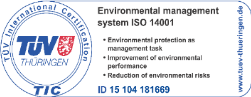 TÜV International Certification
TÜV
THÜRINGEN
TIC
Environmental management
system ISO 14001
• Environmental protection as
management task
• Improvement of environmental
performance
• Reduction of environmental risks
ID 15 104 181669
www.tuev-thueringen.de